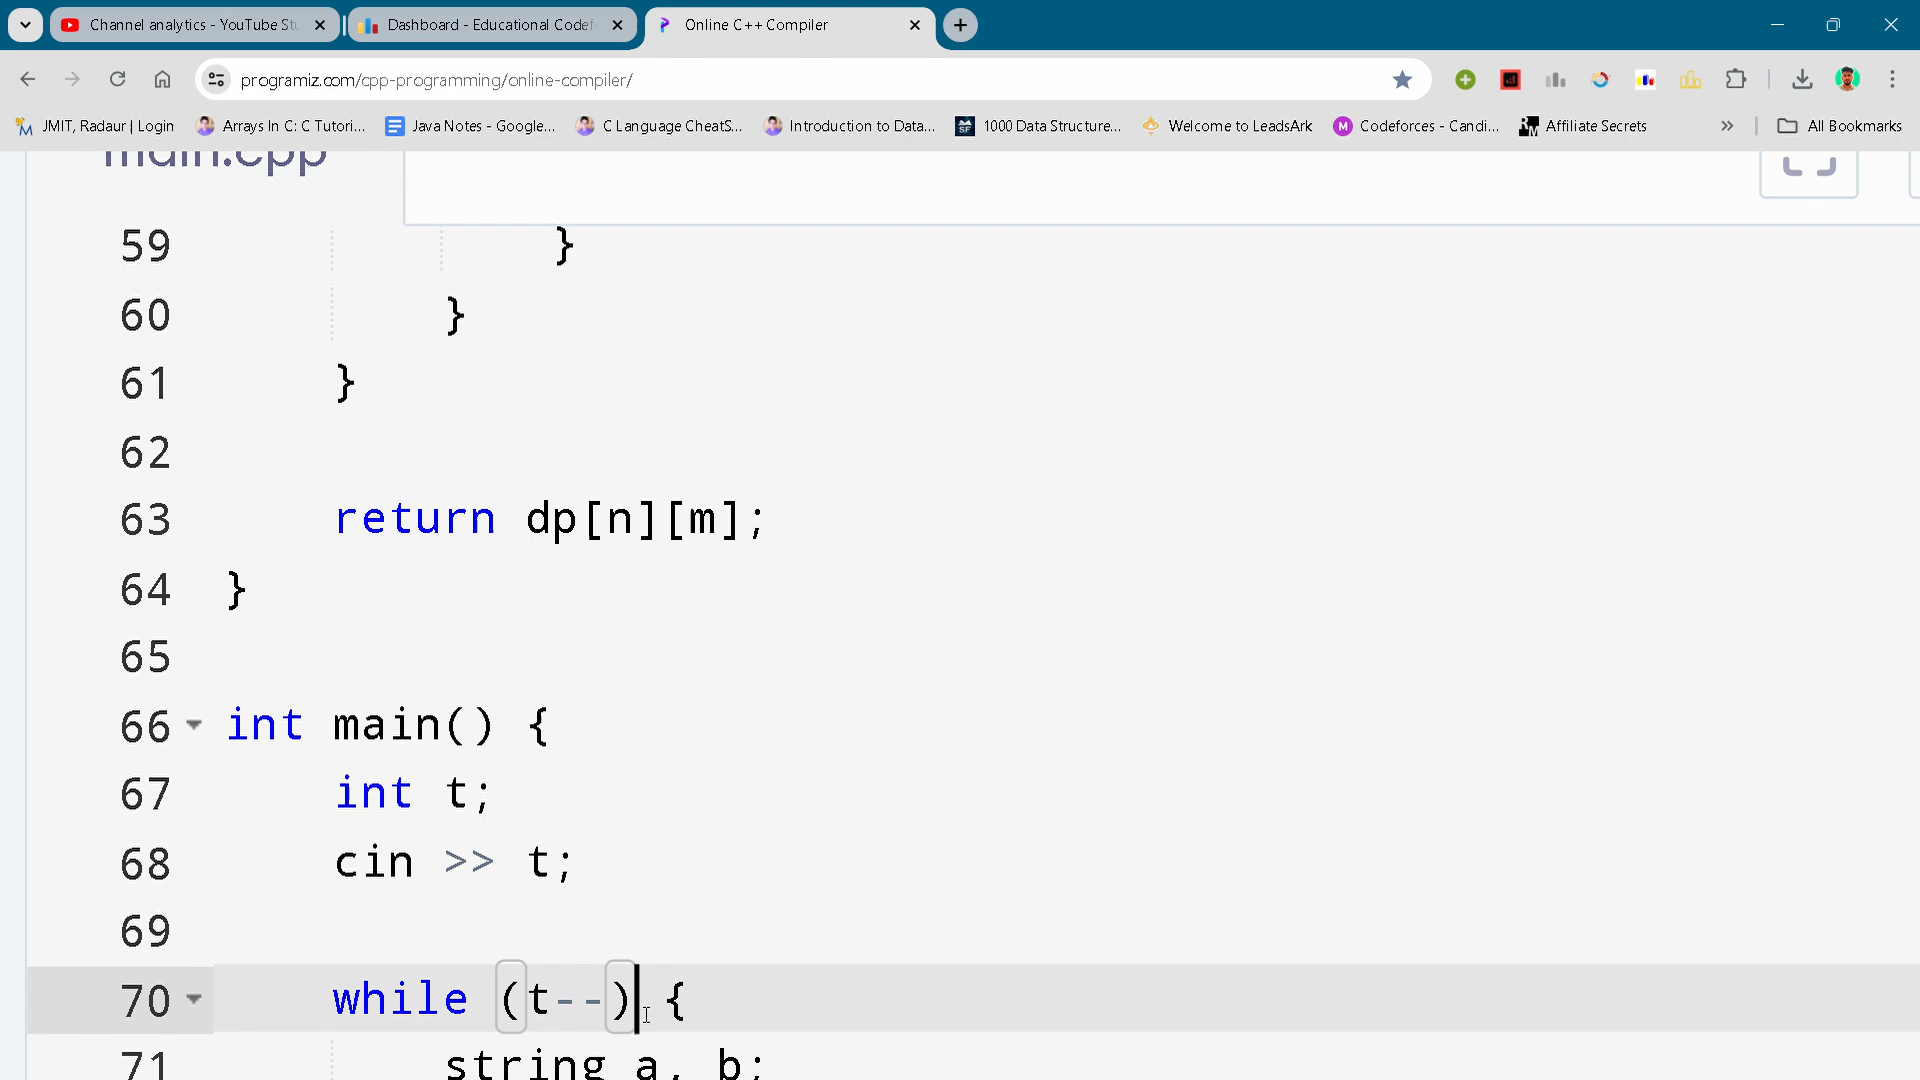 Channel analytics - YouTube Stu
Dashboard - Educational Codef
Online C++ Compiler
programiz.com/cpp-programming/online-compiler/
JMIT, Radaur | Login
Arrays In C: C Tutori...
Java Notes - Google...
C Language CheatS...
Introduction to Data...
1000 Data Structure...
Welcome to LeadsArk
Codeforces - Candi...
Affiliate Secrets
All Bookmarks
main.cpp
59 }
60 }
61 }
62
63 return dp[n][m];
64 }
65
66 int main() {
67 int t;
68 cin >> t;
69
70 while (t--) {
71 string a, b;